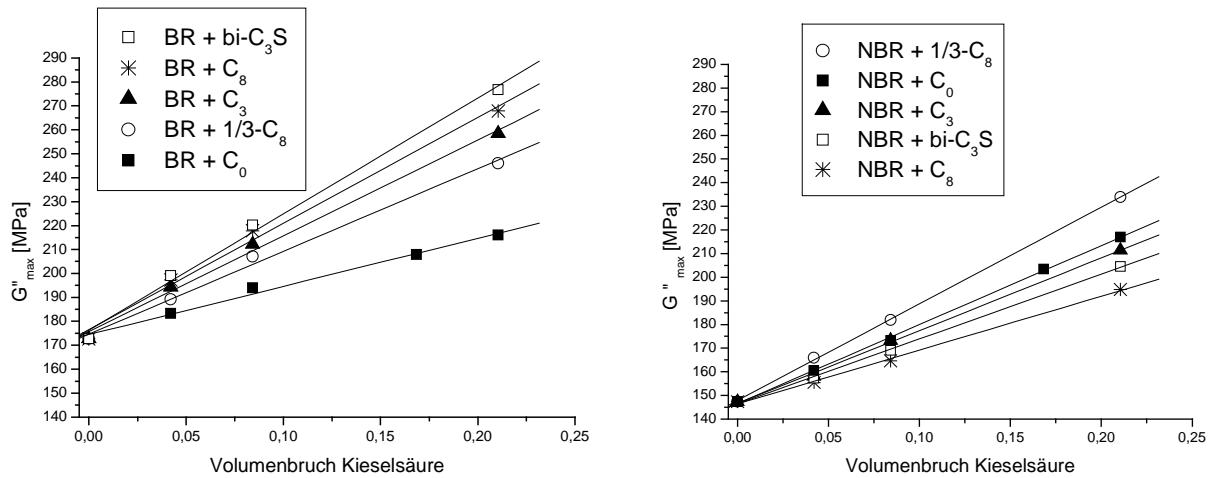 BR + bi-C₃S
BR + C₈
BR + C₃
BR + 1/3-C₈
BR + C₀
290
280
270
260
250
240
230
220
210
200
190
180
170
160
150
140
G''max [MPa]
0,00 0,05 0,10 0,15 0,20 0,25
Volumenbruch Kieselsäure
NBR + 1/3-C₈
NBR + C₀
NBR + C₃
NBR + bi-C₃S
NBR + C₈
290
280
270
260
250
240
230
220
210
200
190
180
170
160
150
140
G''max [MPa]
0,00 0,05 0,10 0,15 0,20 0,25
Volumenbruch Kieselsäure